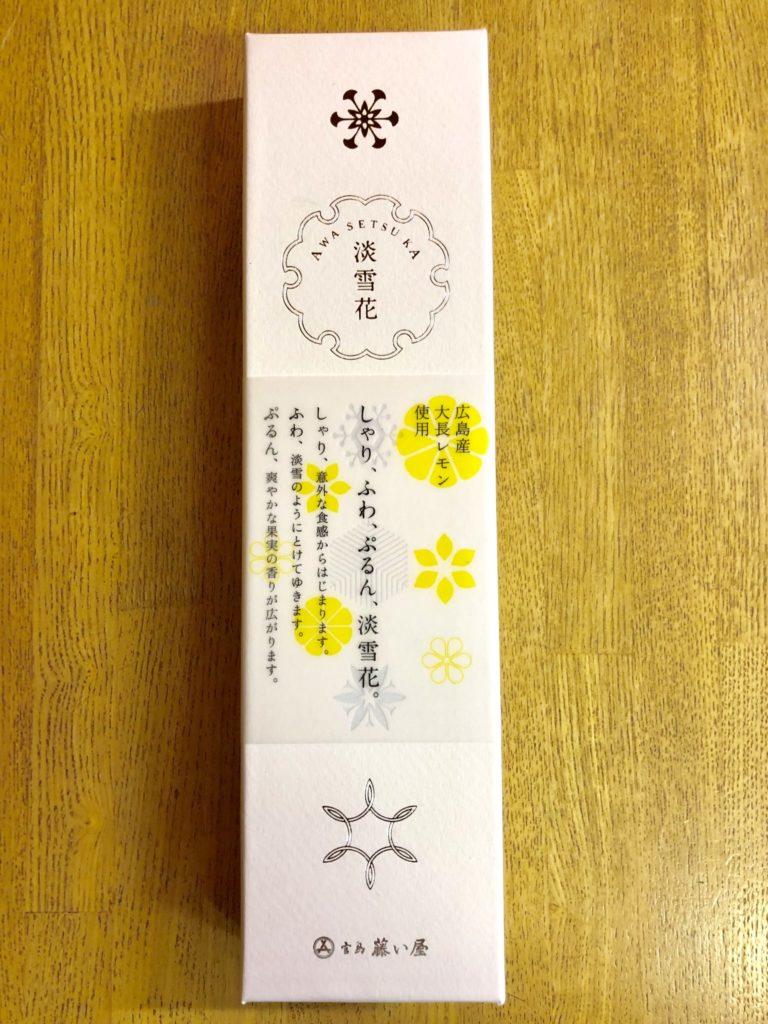 AWA SETSU KA
淡雪花
広島産
大長レモン
使用
しゃり、ふわ、ぷるん、淡雪花。
しゃり、意外な食感からはじまります。
ふわ、淡雪のようにとけてゆきます。
ぷるん、爽やかな果実の香りが広がります。
宮島 藤い屋